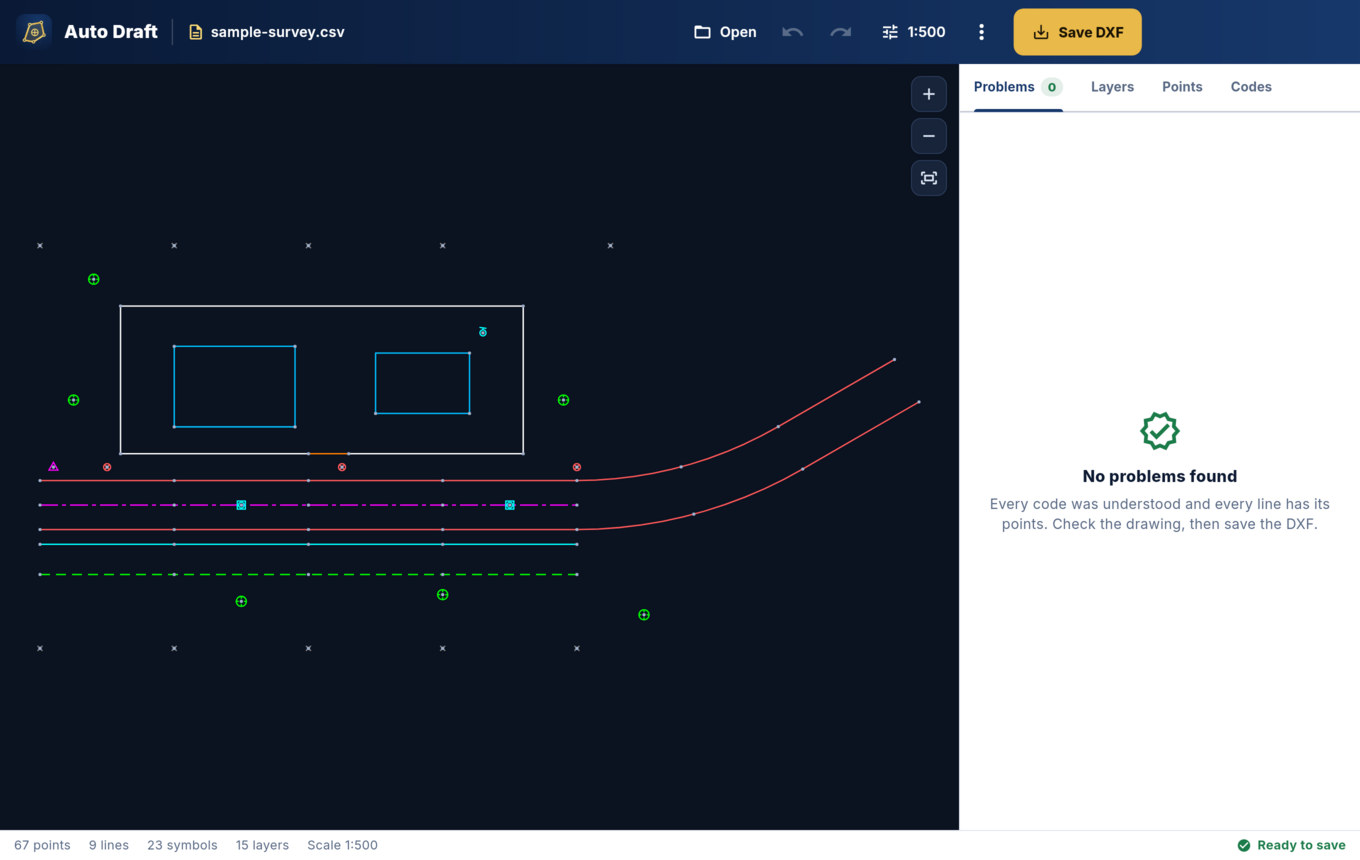 Auto Draft
sample-survey.csv
Open
1:500
Save DXF
Problems 0
Layers
Points
Codes
No problems found
Every code was understood and every line has its
points. Check the drawing, then save the DXF.
67 points
9 lines
23 symbols
15 layers
Scale 1:500
Ready to save